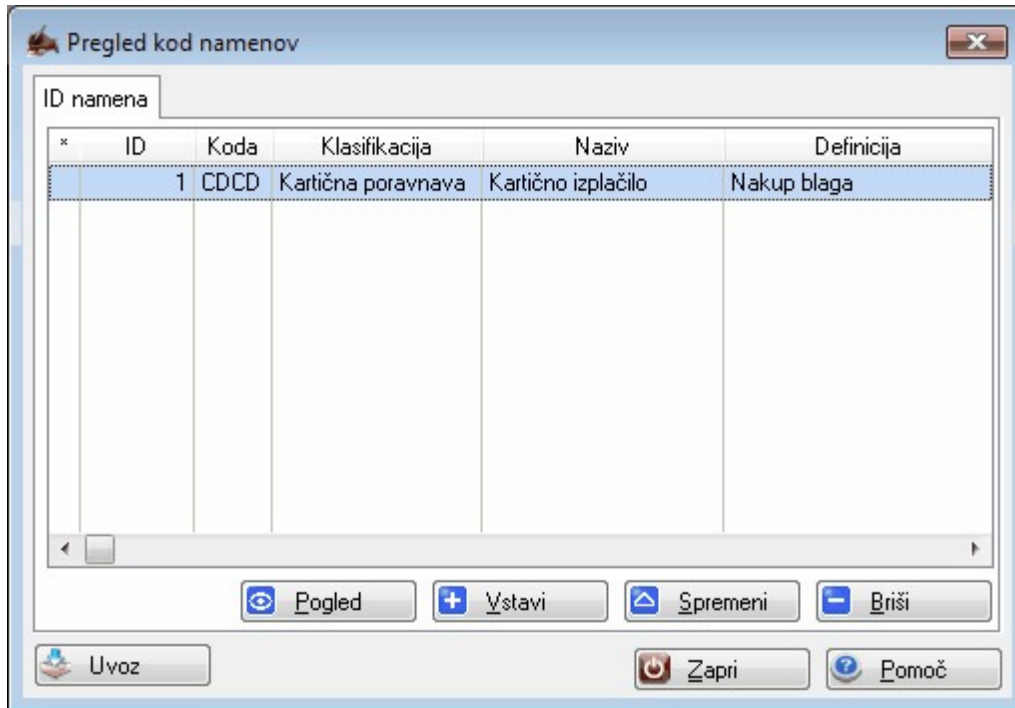 Pregled kod namenov
ID namena
* ID Koda Klasifikacija Naziv Definicija
1 CDCD Kartična poravnava Kartično izplačilo Nakup blaga
Pogled Vstavi Spremeni Briši
Uvoz Zapri Pomoč